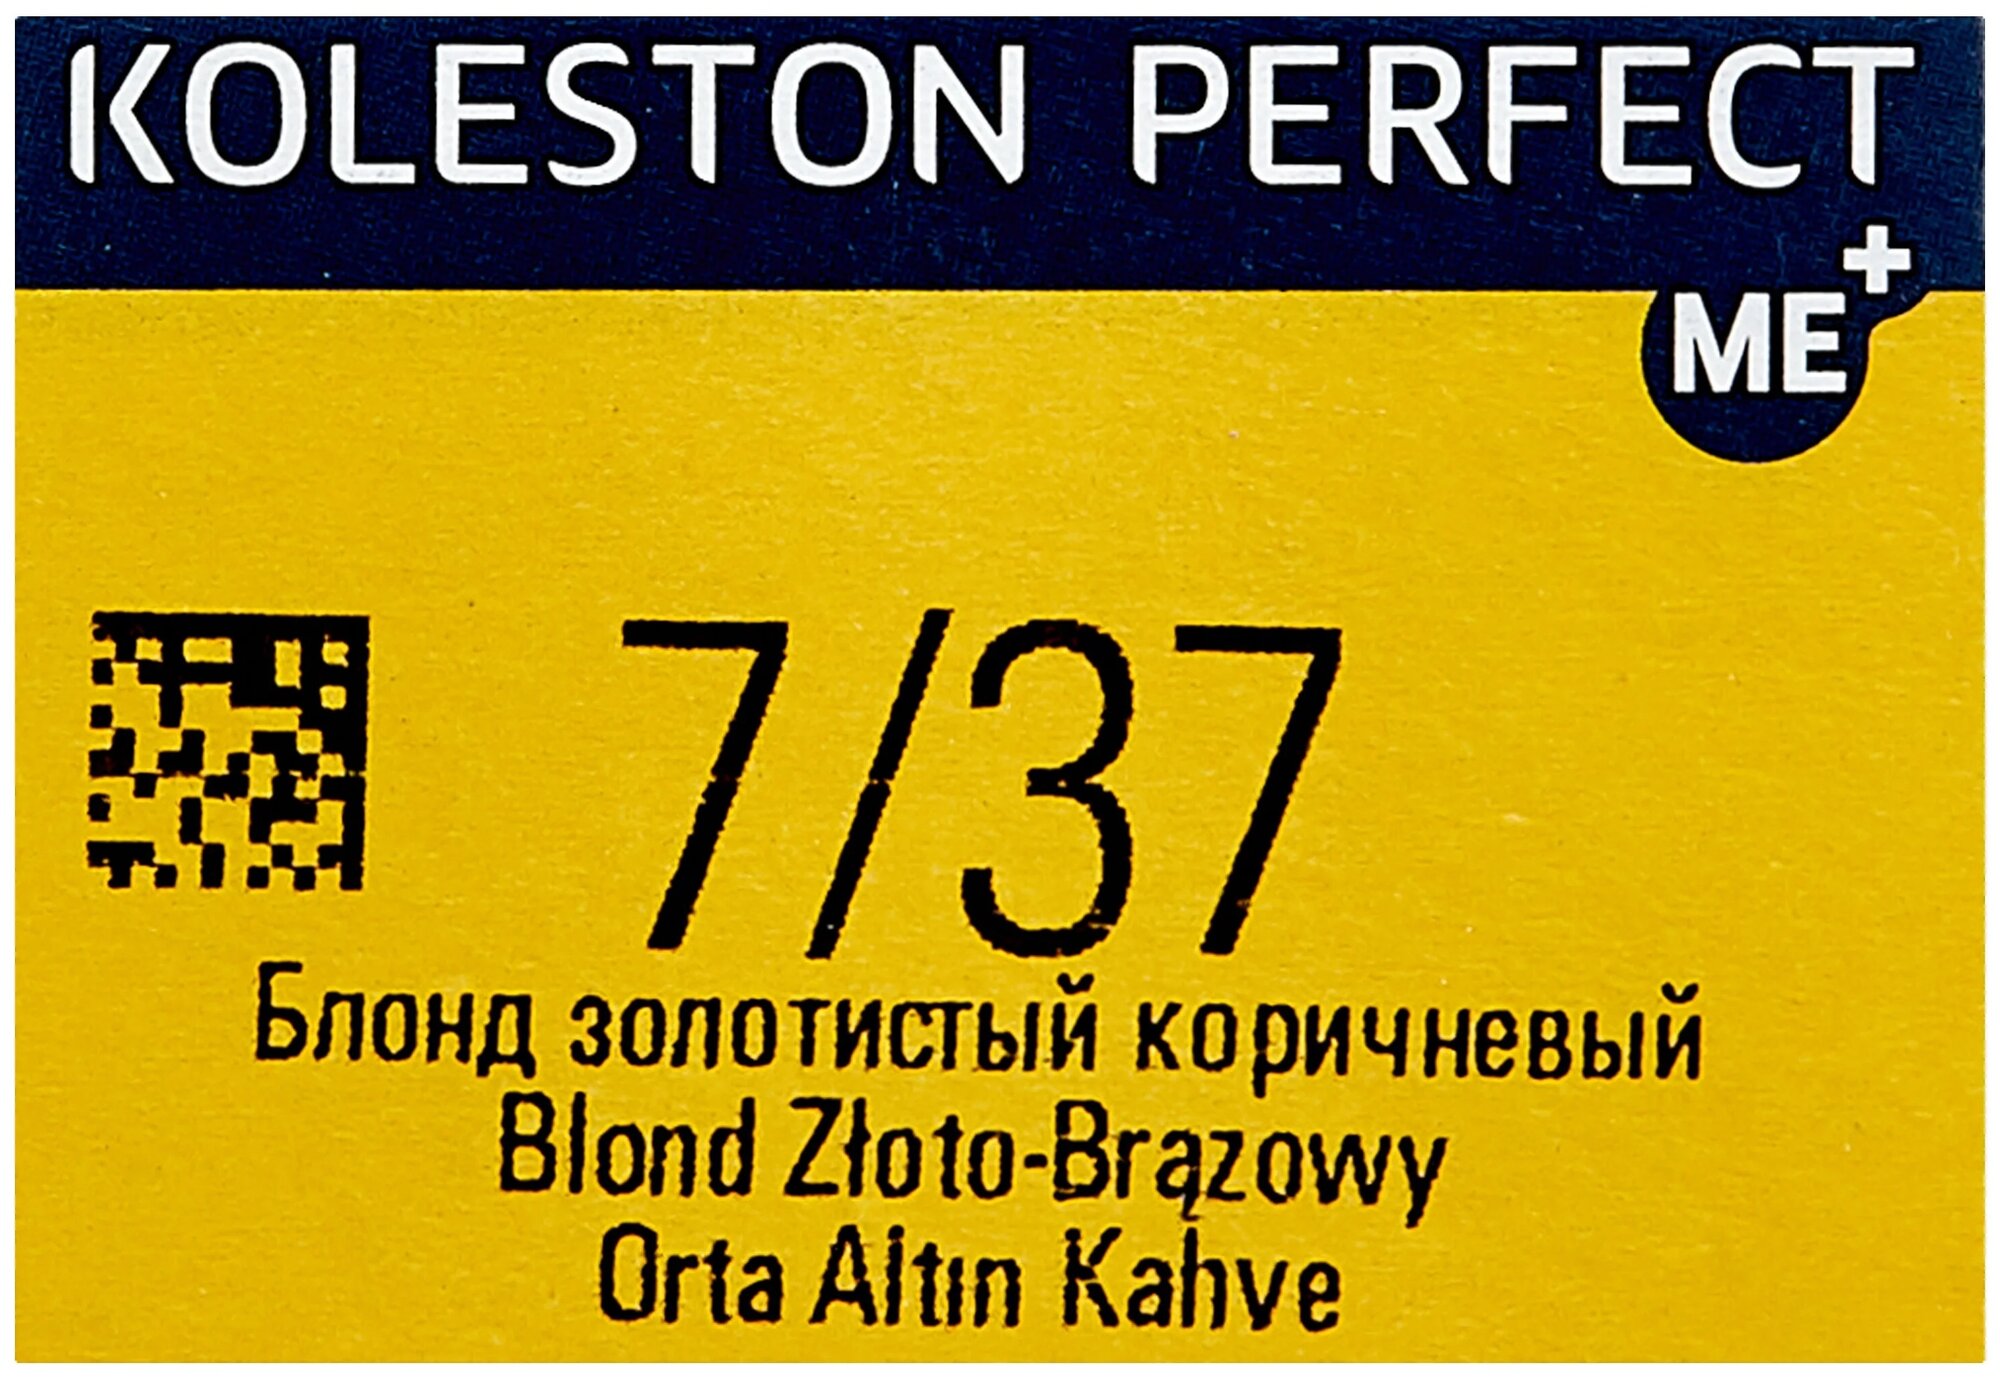 KOLESTON PERFECT
ME+
7/37
Блонд золотистый коричневый
Blond Złoto-Brązowy
Orta Altın Kahve